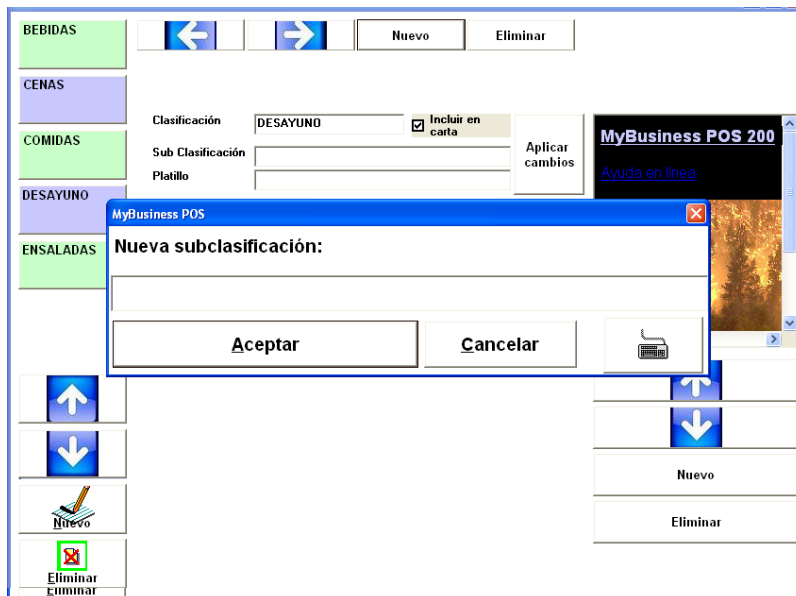 BEBIDAS
Nuevo
Eliminar
CENAS
Clasificación
DESAYUNO
Incluir en
carta
COMIDAS
Sub Clasificación
Aplicar
cambios
MyBusiness POS 200
Platillo
Ayuda en línea
DESAYUNO
MyBusiness POS
ENSALADAS
Nueva subclasificación:
Aceptar
Cancelar
Nuevo
Nuevo
Eliminar
Eliminar
Eliminar